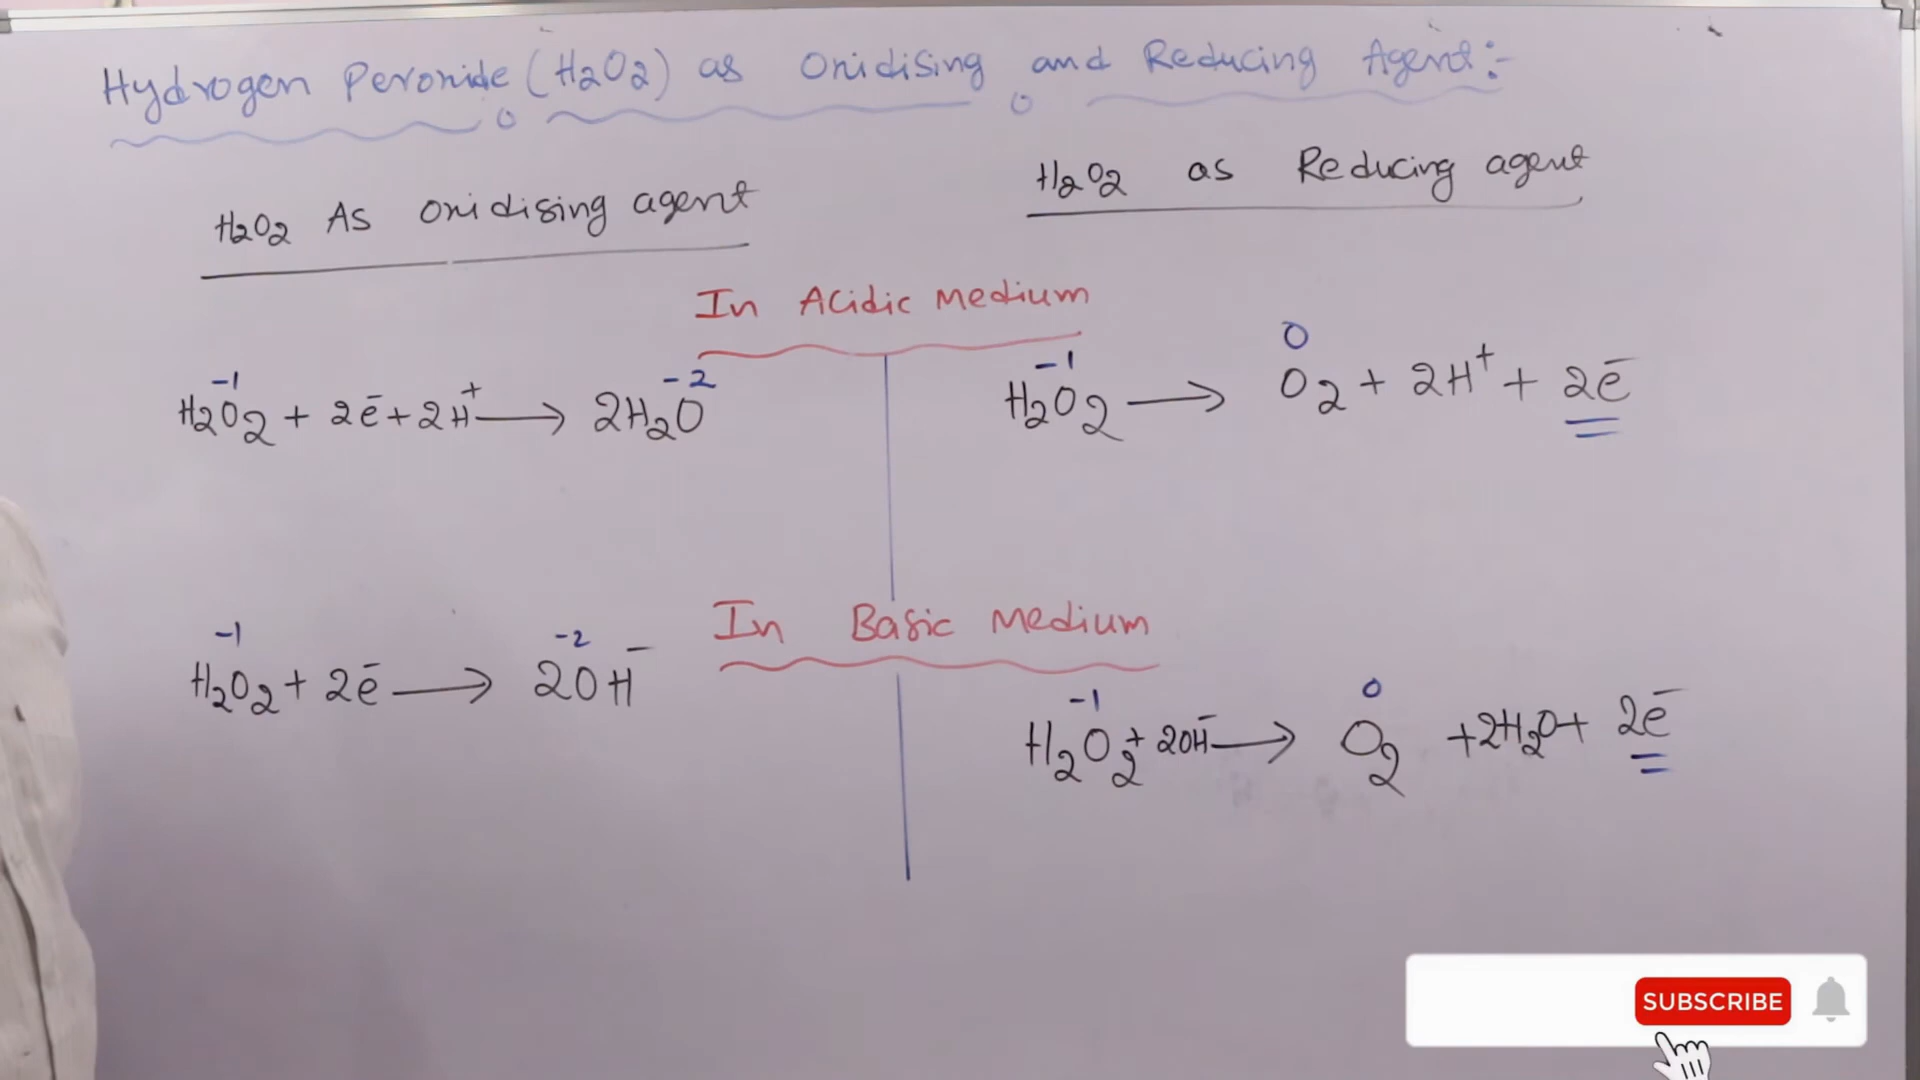 Hydrogen Peroxide (H2O2) as Oxidising and Reducing Agent:-
H2O2 As oxidising agent
H2O2 as Reducing agent
In Acidic Medium
-1 -2
H₂O₂ + 2e⁻ + 2H⁺ ⟶ 2H₂O
-1 0
H₂O₂ ⟶ O₂ + 2H⁺ + 2e⁻
In Basic Medium
-1 -2
H₂O₂ + 2e⁻ ⟶ 2OH⁻
-1 0
H₂O₂ + 2OH⁻ ⟶ O₂ + 2H₂O + 2e⁻
SUBSCRIBE